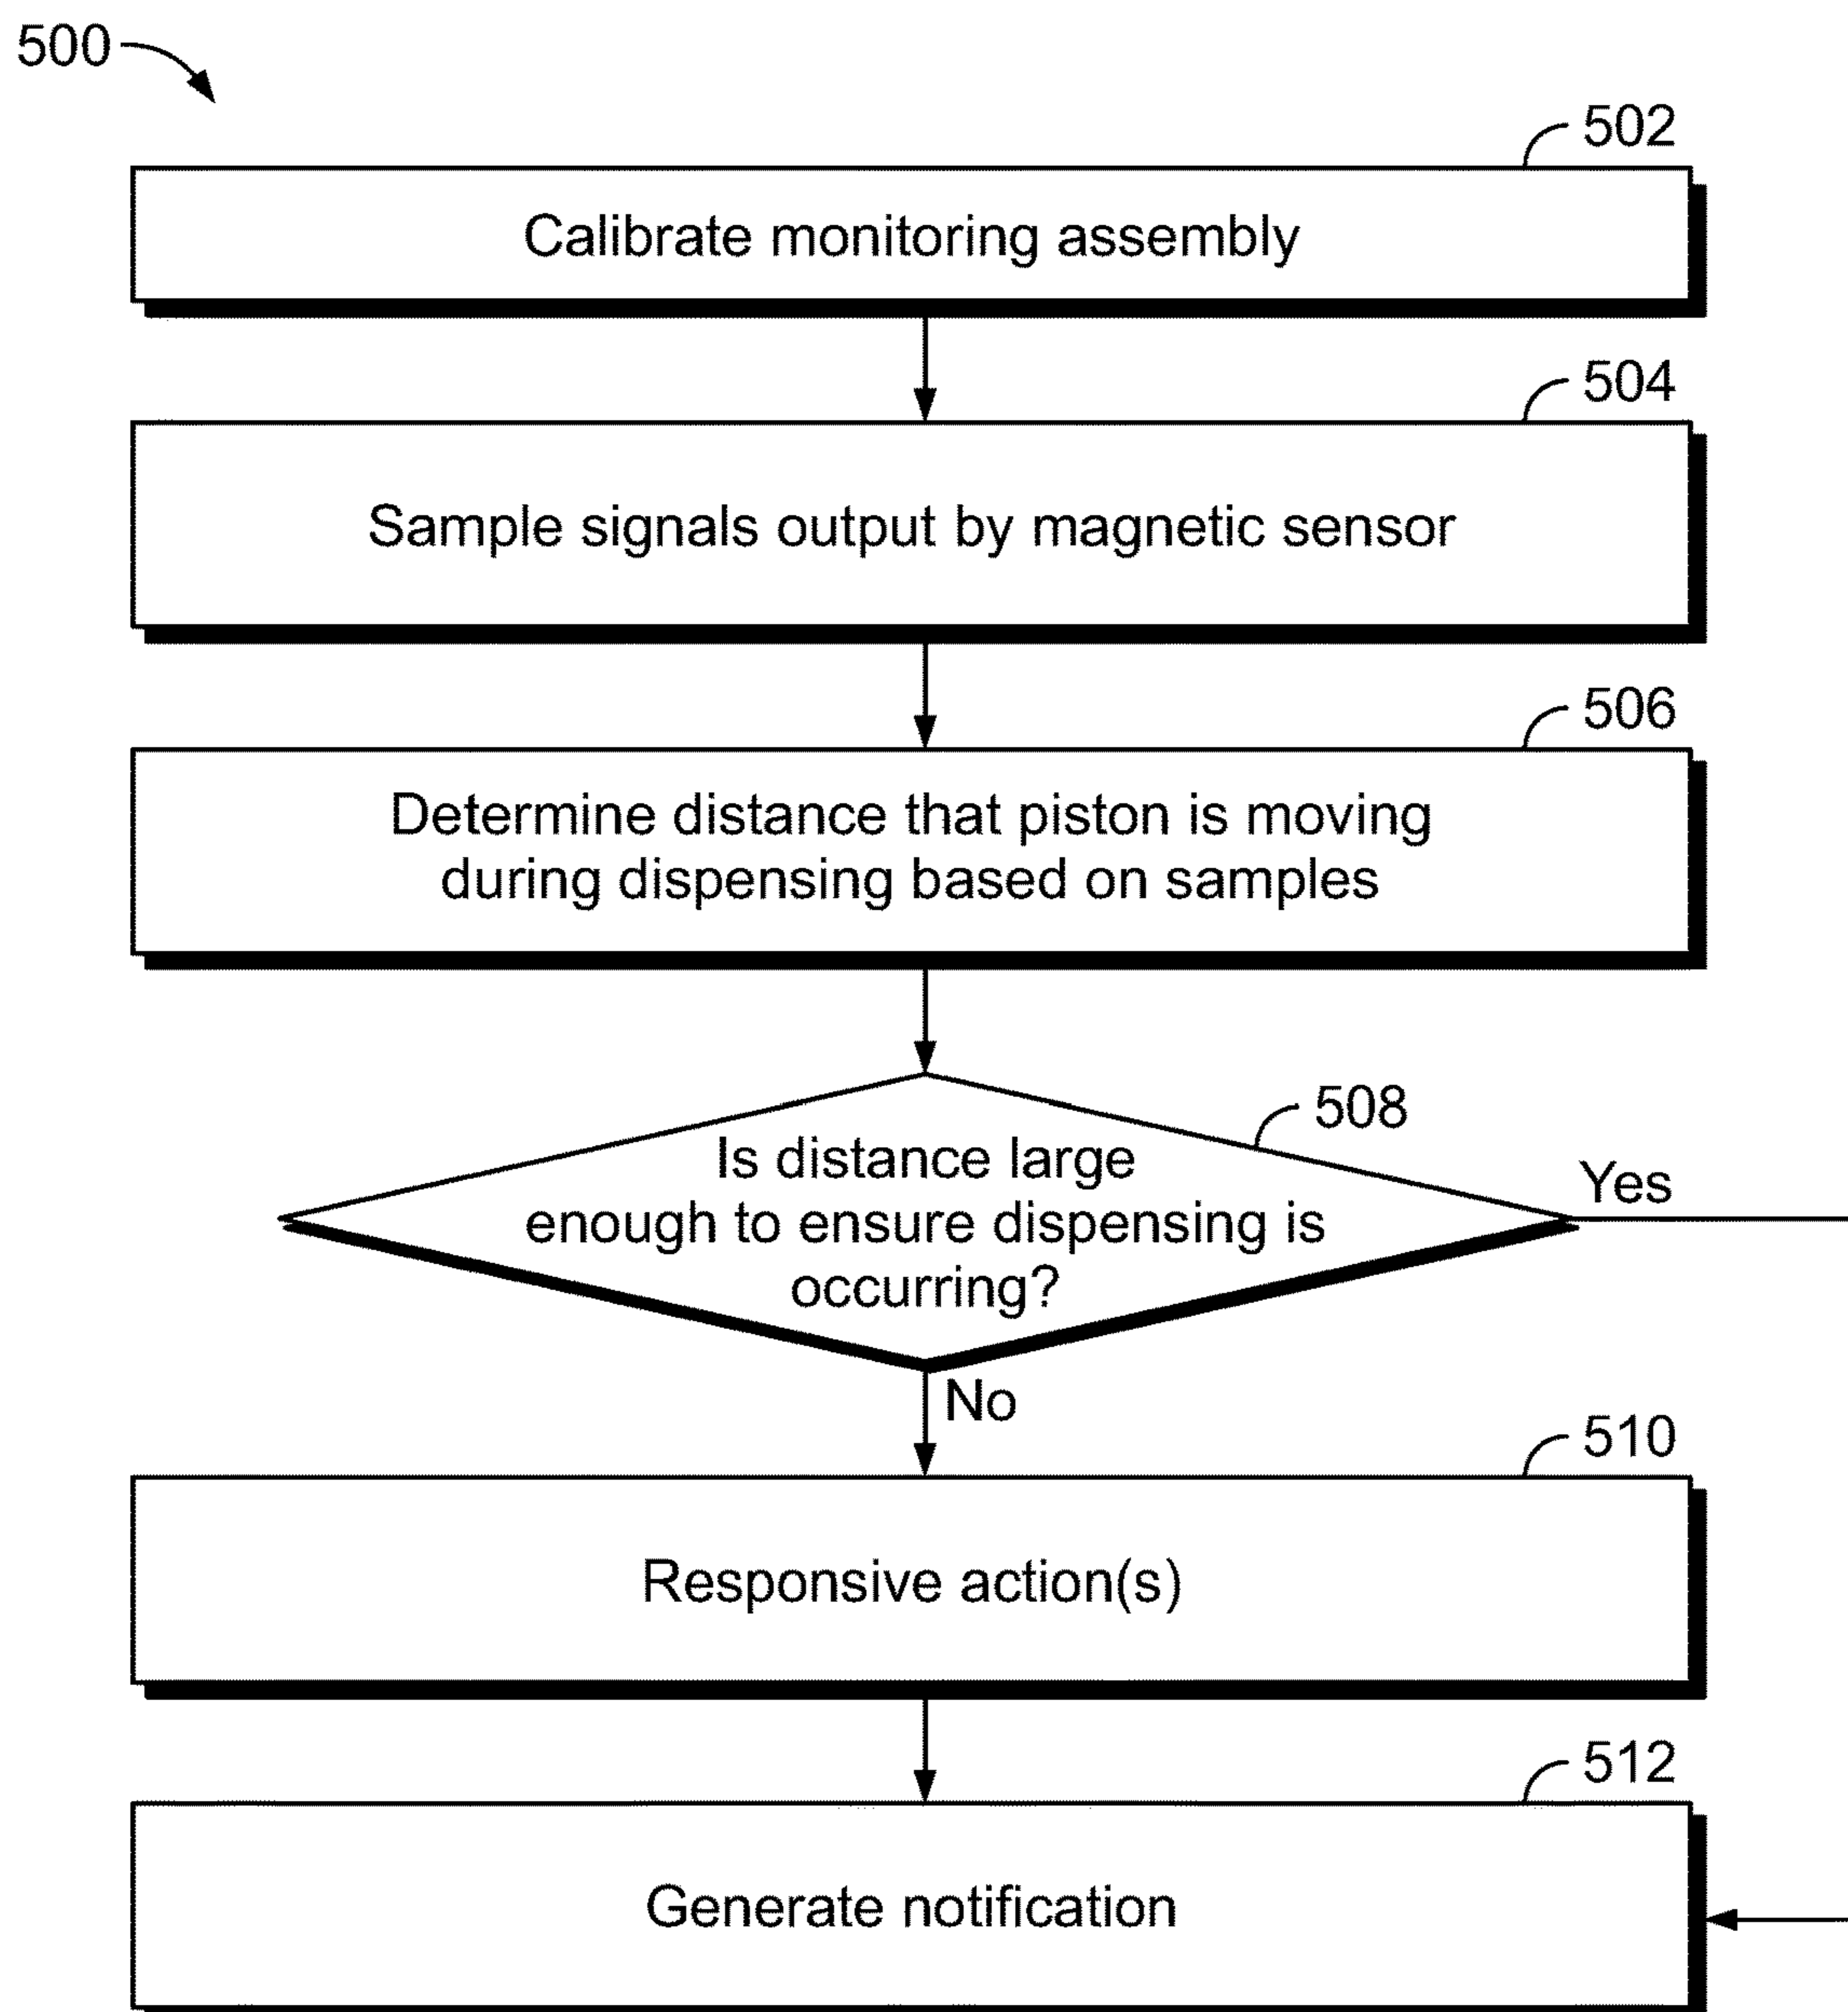 500
502
Calibrate monitoring assembly
504
Sample signals output by magnetic sensor
506
Determine distance that piston is moving
during dispensing based on samples
508
Is distance large
enough to ensure dispensing is
occurring?
Yes
No
510
Responsive action(s)
512
Generate notification